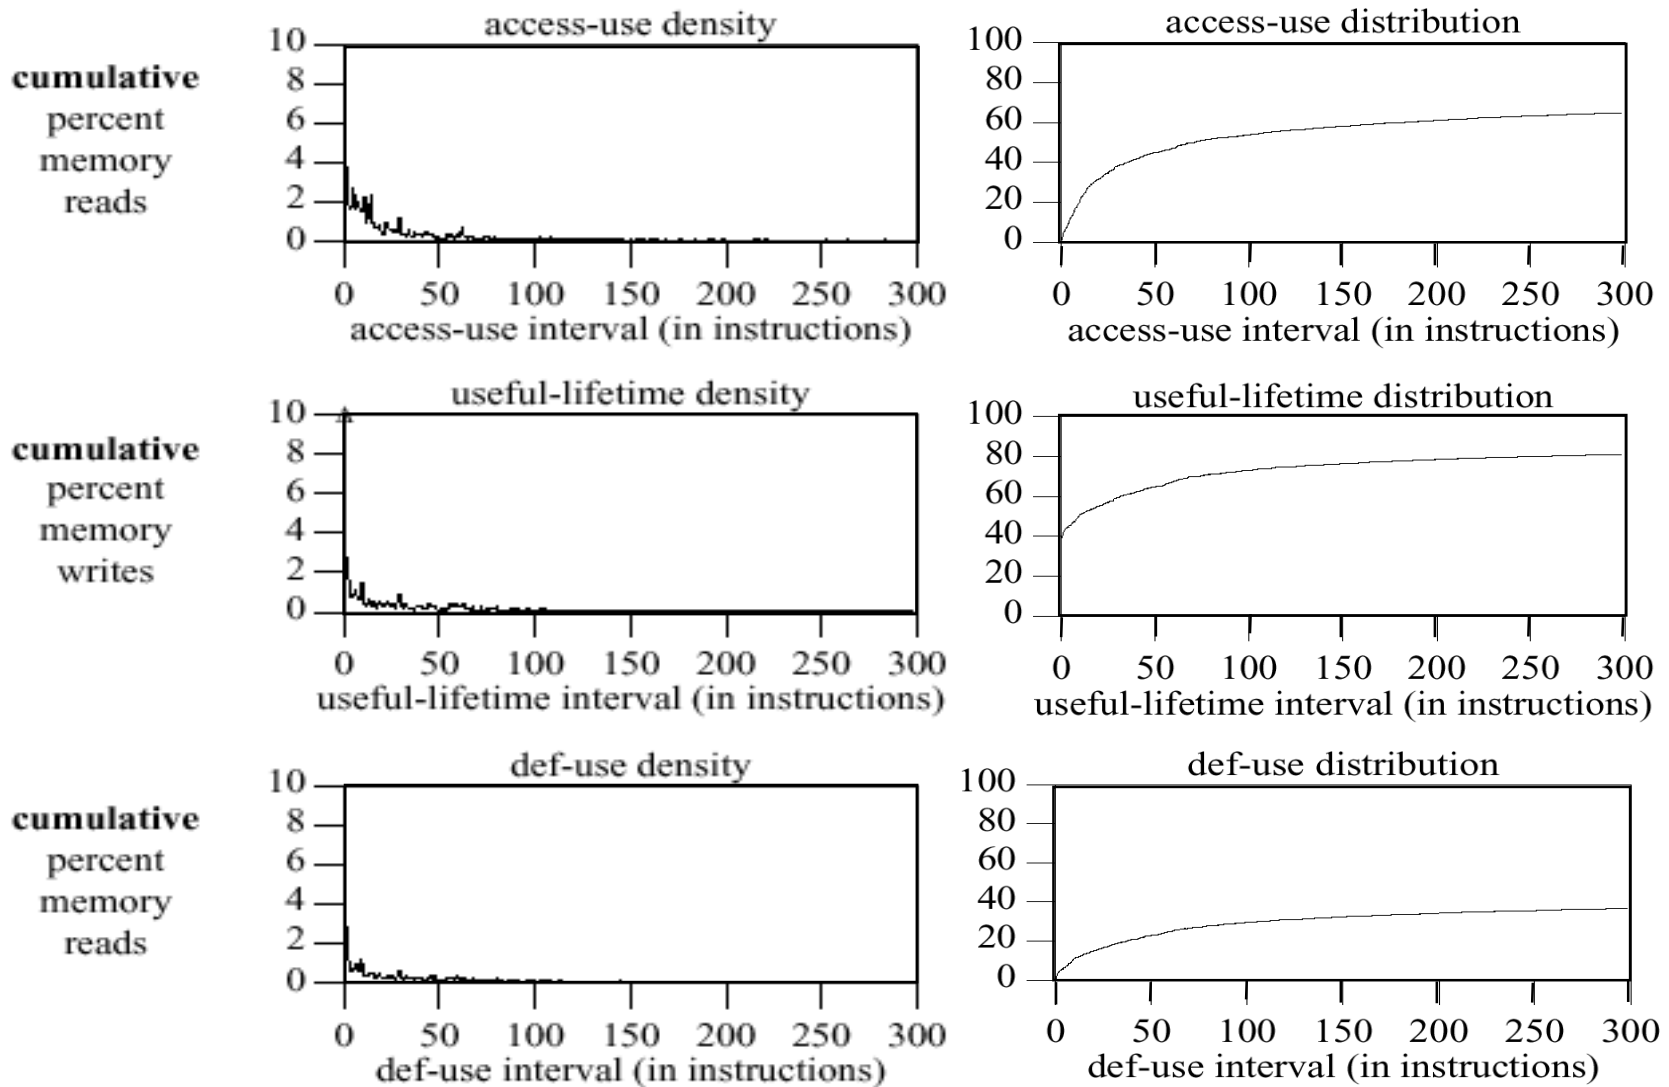 access-use density
access-use distribution
cumulative
percent
memory
reads
10
8
6
4
2
0
0 50 100 150 200 250 300
access-use interval (in instructions)
100
80
60
40
20
0
0 50 100 150 200 250 300
access-use interval (in instructions)
useful-lifetime density
useful-lifetime distribution
cumulative
percent
memory
writes
10
8
6
4
2
0
0 50 100 150 200 250 300
useful-lifetime interval (in instructions)
100
80
60
40
20
0
0 50 100 150 200 250 300
useful-lifetime interval (in instructions)
def-use density
def-use distribution
cumulative
percent
memory
reads
10
8
6
4
2
0
0 50 100 150 200 250 300
def-use interval (in instructions)
100
80
60
40
20
0
0 50 100 150 200 250 300
def-use interval (in instructions)